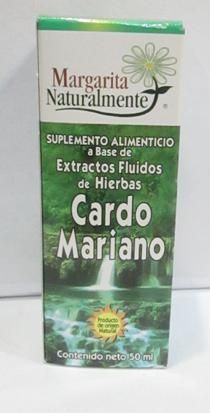 Margarita
Naturalmente ®
SUPLEMENTO ALIMENTICIO
a Base de
Extractos Fluidos
de Hierbas
Cardo
Mariano
Producto
de origen
Natural
Contenido neto 50 ml